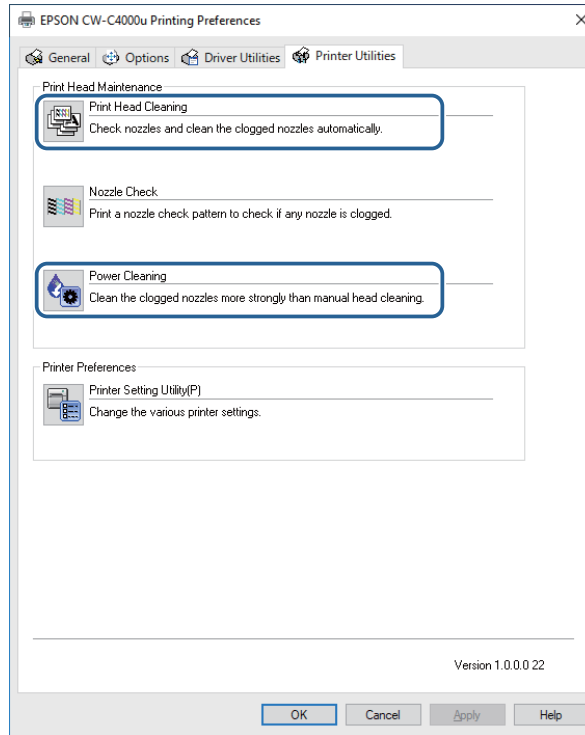 EPSON CW-C4000u Printing Preferences
General Options Driver Utilities Printer Utilities
Print Head Maintenance
Print Head Cleaning
Check nozzles and clean the clogged nozzles automatically.
Nozzle Check
Print a nozzle check pattern to check if any nozzle is clogged.
Power Cleaning
Clean the clogged nozzles more strongly than manual head cleaning.
Printer Preferences
Printer Setting Utility(P)
Change the various printer settings.
Version 1.0.0.0 22
OK Cancel Apply Help